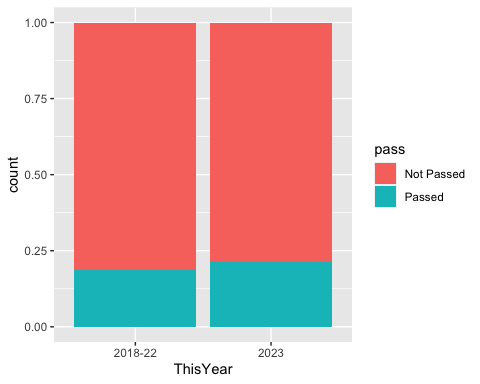 1.00
0.75
0.50
0.25
0.00
count
2018-22
2023
ThisYear
pass
Not Passed
Passed